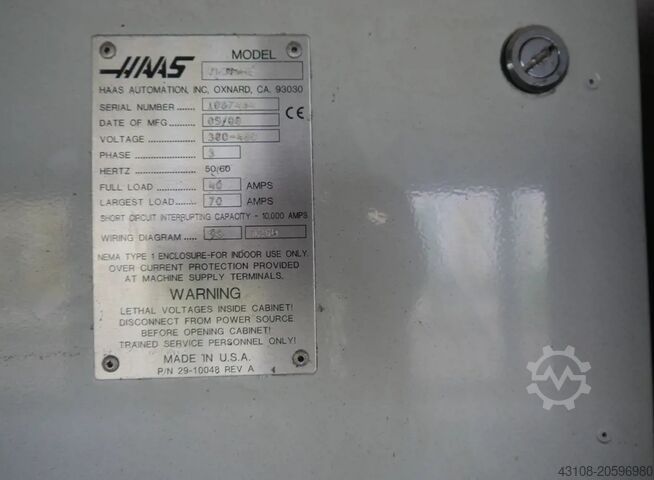 HAAS
MODEL
HAAS AUTOMATION, INC. OXNARD, CA. 93030
SERIAL NUMBER
DATE OF MFG
CE
VOLTAGE
PHASE 3
HERTZ 50/60
FULL LOAD 40 AMPS
LARGEST LOAD 70 AMPS
SHORT CIRCUIT INTERRUPTING CAPACITY - 10,000 AMPS
WIRING DIAGRAM
NEMA TYPE 1 ENCLOSURE-FOR INDOOR USE ONLY.
OVER CURRENT PROTECTION PROVIDED
AT MACHINE SUPPLY TERMINALS.
WARNING
LETHAL VOLTAGES INSIDE CABINET!
DISCONNECT FROM POWER SOURCE
BEFORE OPENING CABINET!
TRAINED SERVICE PERSONNEL ONLY!
MADE IN U.S.A.
P/N 29-10048 REV A
43108-20596980